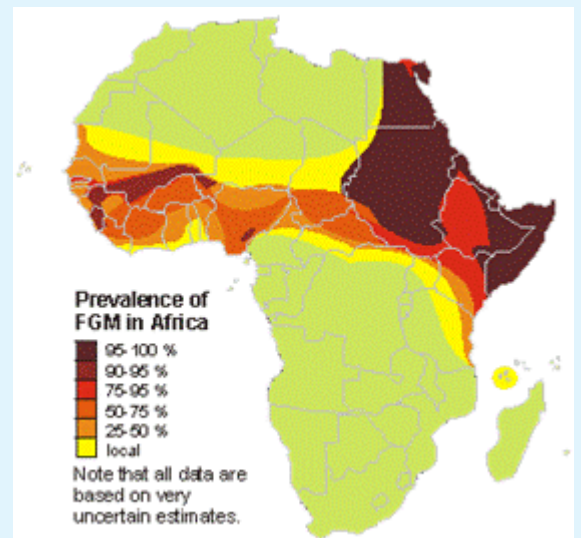 Prevalence of
FGM in Africa
95-100 %
90-95 %
75-95 %
50-75 %
25-50 %
local
Note that all data are
based on very
uncertain estimates.